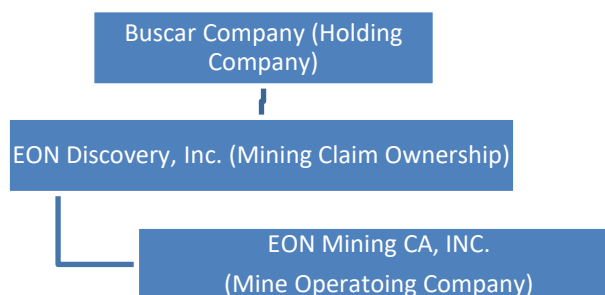 Buscar Company (Holding
Company)
EON Discovery, Inc. (Mining Claim Ownership)
EON Mining CA, INC.
(Mine Operatoing Company)